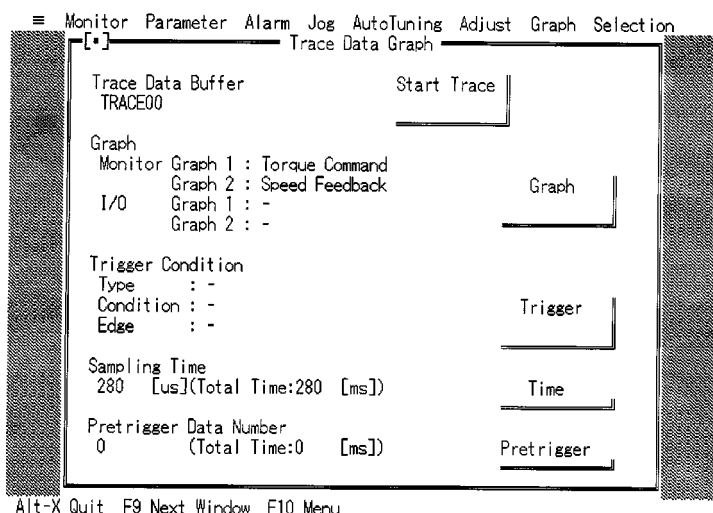 ≡ Monitor Parameter Alarm Jog AutoTuning Adjust Graph Selection
[▪] Trace Data Graph
Trace Data Buffer
TRACE00
Start Trace
Graph
Monitor Graph 1 : Torque Command
Graph 2 : Speed Feedback
I/O Graph 1 : -
Graph 2 : -
Graph
Trigger Condition
Type : -
Condition : -
Edge : -
Trigger
Sampling Time
280 [us](Total Time:280 [ms])
Time
Pretrigger Data Number
0 (Total Time:0 [ms])
Pretrigger
Alt-X Quit F9 Next Window F10 Menu